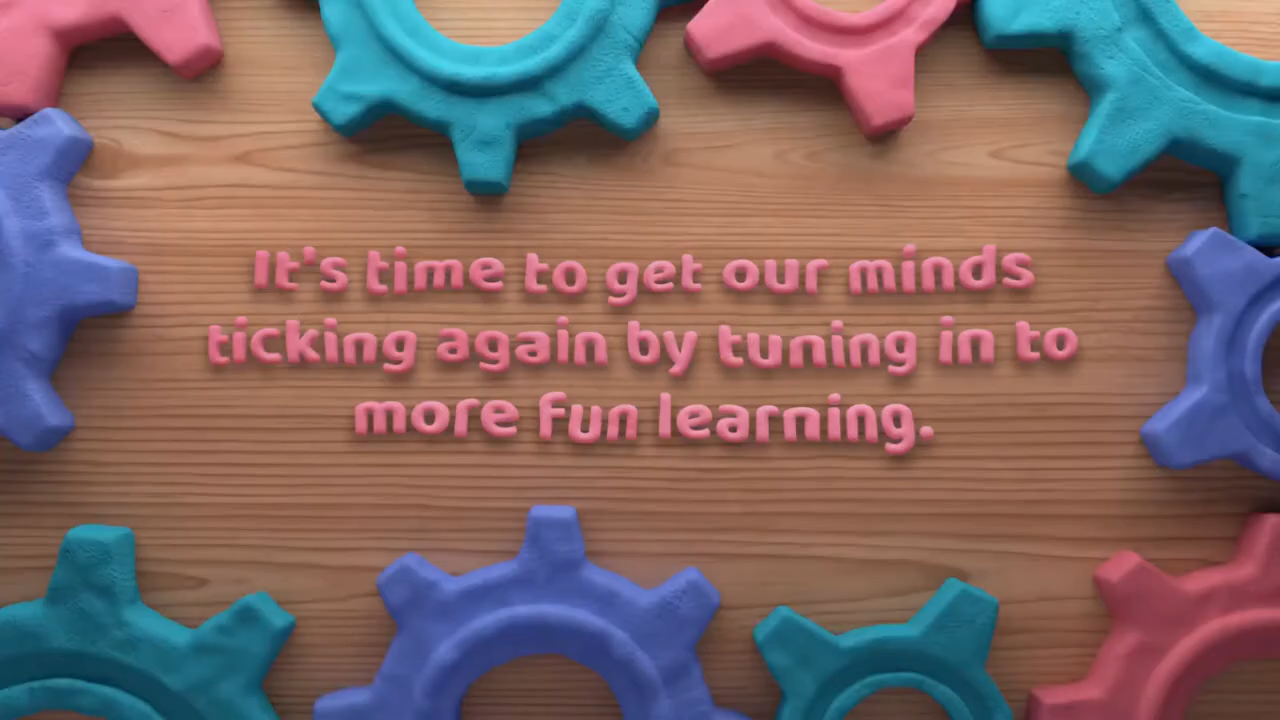 It's time to get our minds
ticking again by tuning in to
more fun learning.